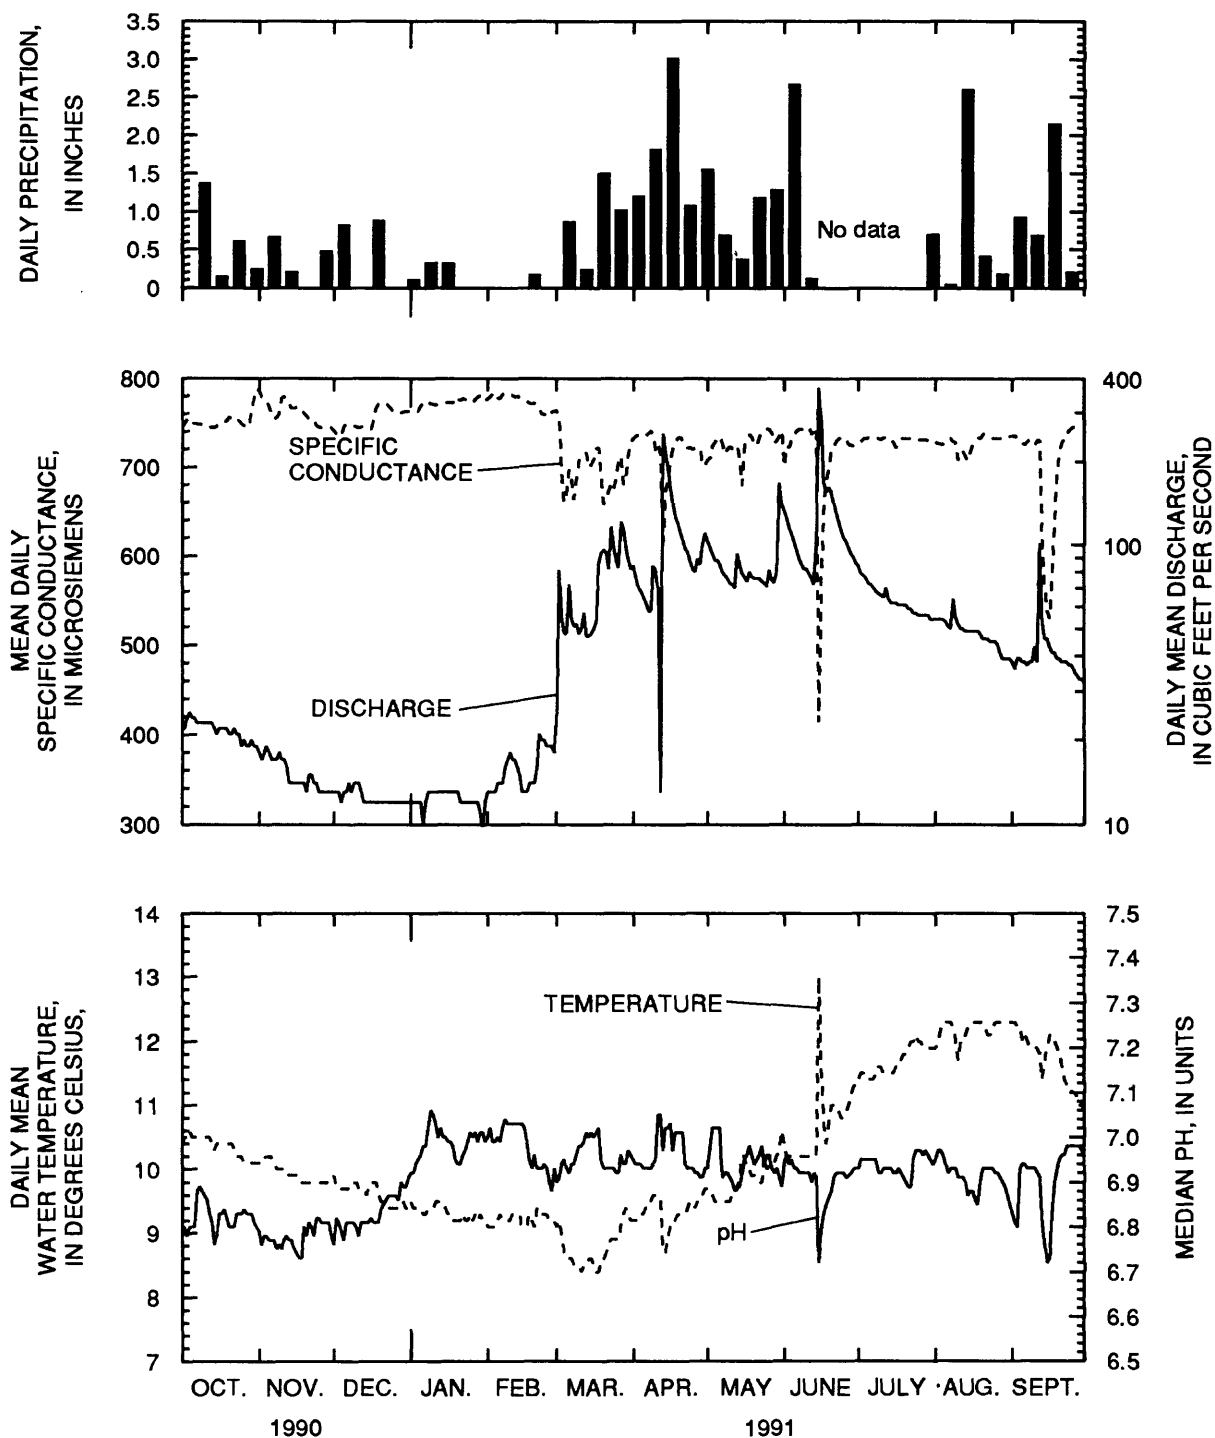 DAILY PRECIPITATION,
IN INCHES
3.5
3.0
2.5
2.0
1.5
1.0
0.5
0
No data
MEAN DAILY
SPECIFIC CONDUCTANCE,
IN MICROSIEMENS
800
700
600
500
400
300
SPECIFIC
CONDUCTANCE
DISCHARGE
400
100
10
DAILY MEAN DISCHARGE,
IN CUBIC FEET PER SECOND
DAILY MEAN
WATER TEMPERATURE,
IN DEGREES CELSIUS,
14
13
12
11
10
9
8
7
TEMPERATURE
pH
7.5
7.4
7.3
7.2
7.1
7.0
6.9
6.8
6.7
6.6
6.5
MEDIAN PH, IN UNITS
OCT. NOV. DEC. JAN. FEB. MAR. APR. MAY JUNE JULY AUG. SEPT.
1990 1991